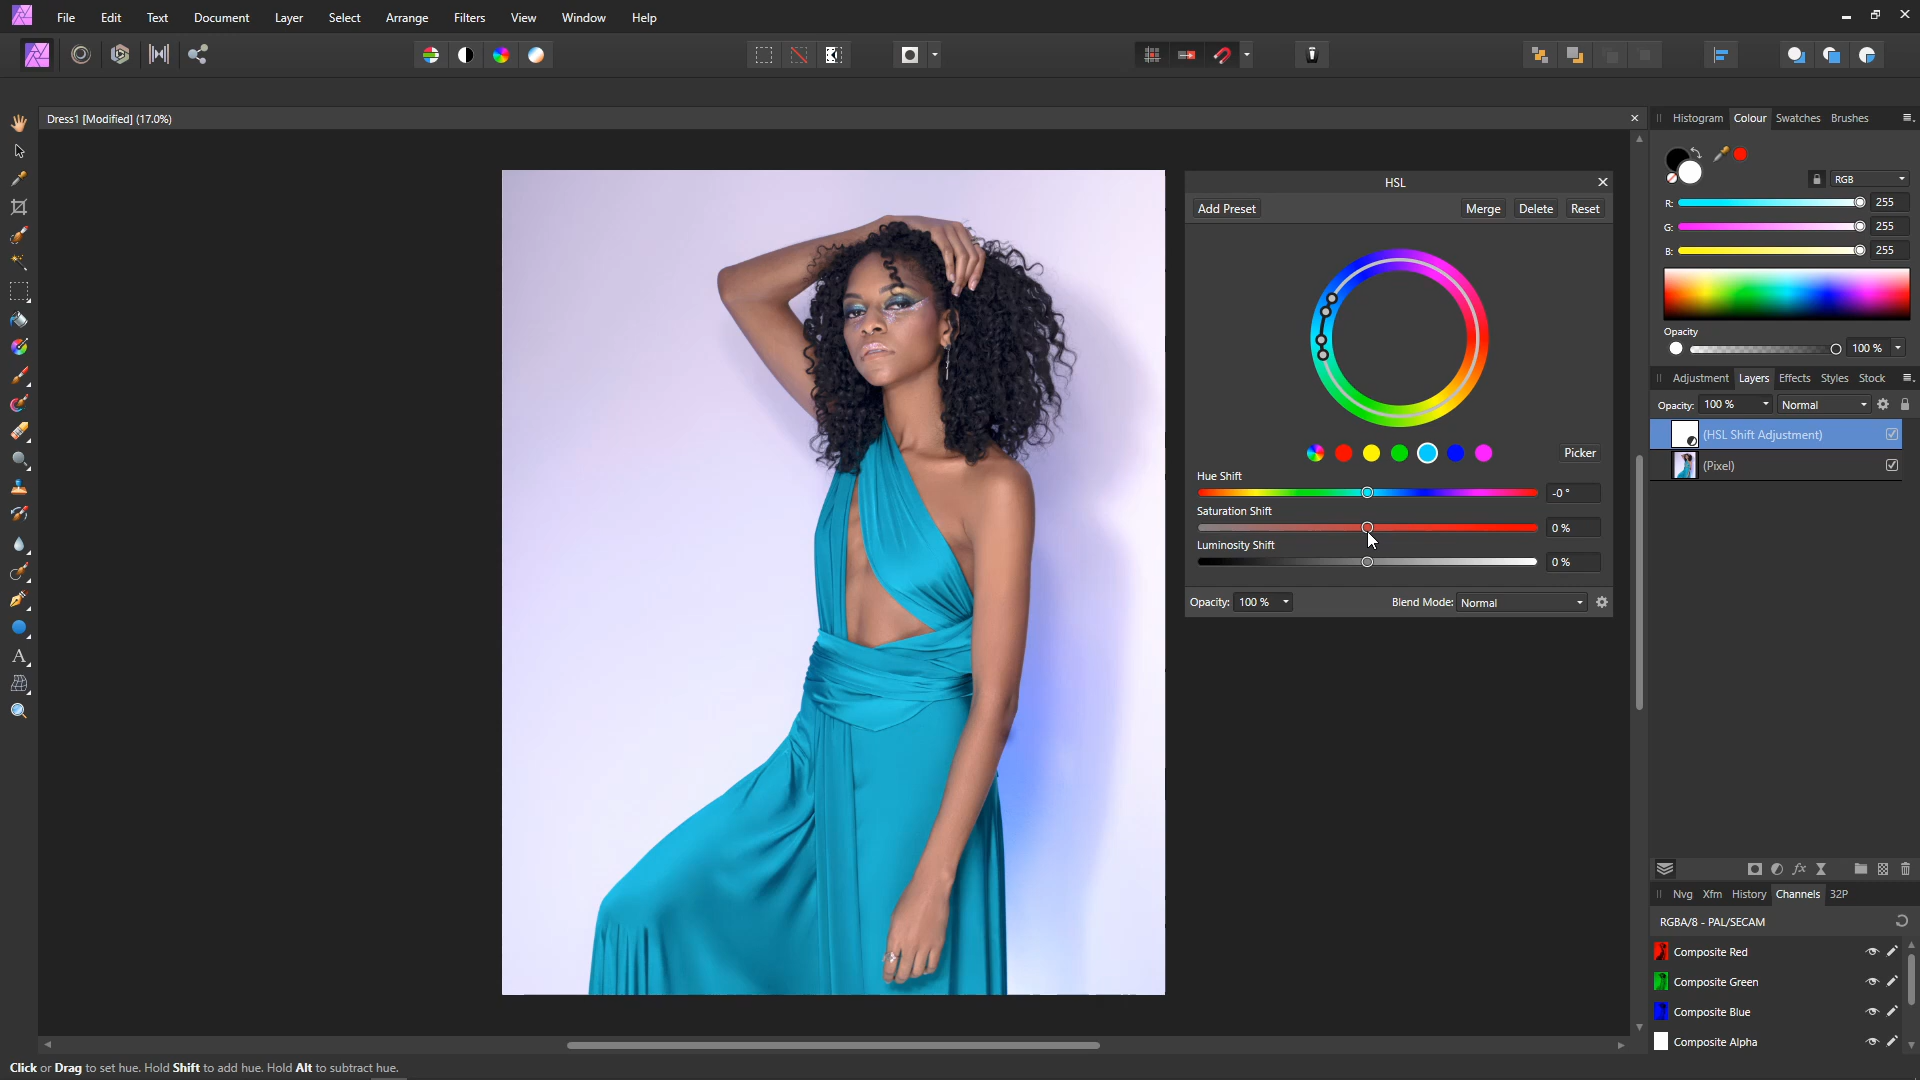 File Edit Text Document Layer Select Arrange Filters View Window Help
Dress1 [Modified] (17.0%)
Histogram Colour Swatches Brushes
RGB
R: 255
G: 255
B: 255
Opacity
100 %
Adjustment Layers Effects Styles Stock
Opacity: 100 % Normal
(HSL Shift Adjustment)
(Pixel)
HSL
Add Preset Merge Delete Reset
Picker
Hue Shift
-0 °
Saturation Shift
0 %
Luminosity Shift
0 %
Opacity: 100 % Blend Mode: Normal
Nvg Xfm History Channels 32P
RGBA/8 - PAL/SECAM
Composite Red
Composite Green
Composite Blue
Composite Alpha
Click or Drag to set hue. Hold Shift to add hue. Hold Alt to subtract hue.